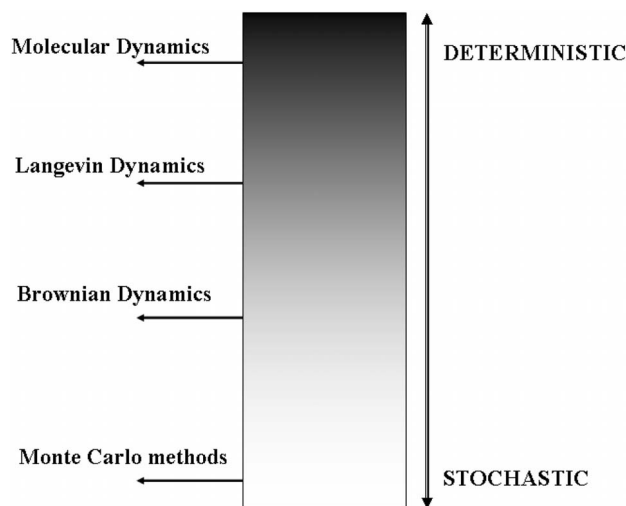 Molecular Dynamics
DETERMINISTIC
Langevin Dynamics
Brownian Dynamics
Monte Carlo methods
STOCHASTIC